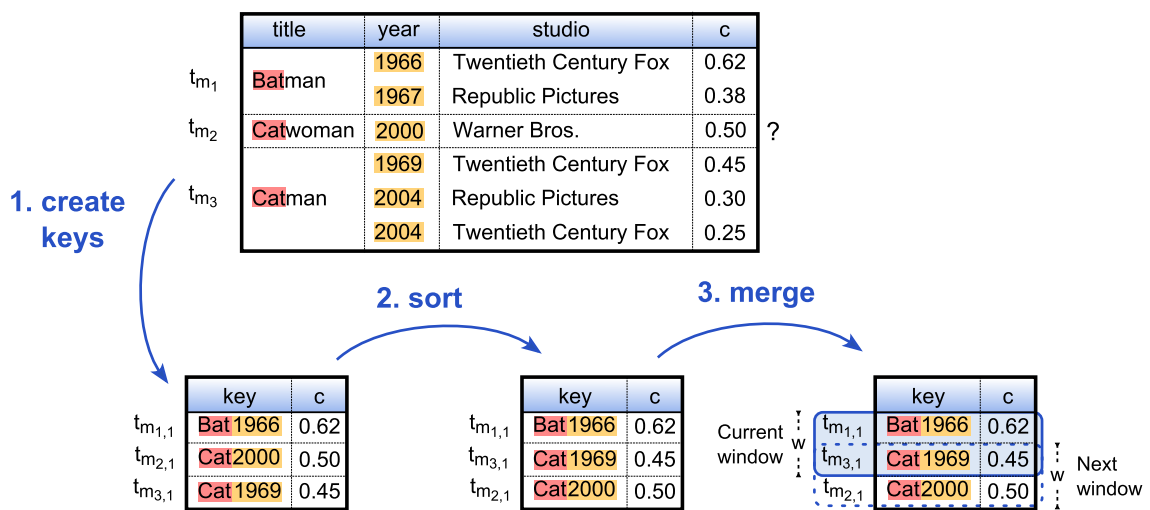 title year studio c
t_m1 Batman 1966 Twentieth Century Fox 0.62
1967 Republic Pictures 0.38
t_m2 Catwoman 2000 Warner Bros. 0.50 ?
t_m3 Catman 1969 Twentieth Century Fox 0.45
2004 Republic Pictures 0.30
2004 Twentieth Century Fox 0.25
1. create
keys
2. sort
3. merge
key c
t_m1,1 Bat1966 0.62
t_m2,1 Cat2000 0.50
t_m3,1 Cat1969 0.45
key c
t_m1,1 Bat1966 0.62
t_m3,1 Cat1969 0.45
t_m2,1 Cat2000 0.50
Current
window
w
key c
t_m1,1 Bat1966 0.62
t_m3,1 Cat1969 0.45
t_m2,1 Cat2000 0.50
w
Next
window